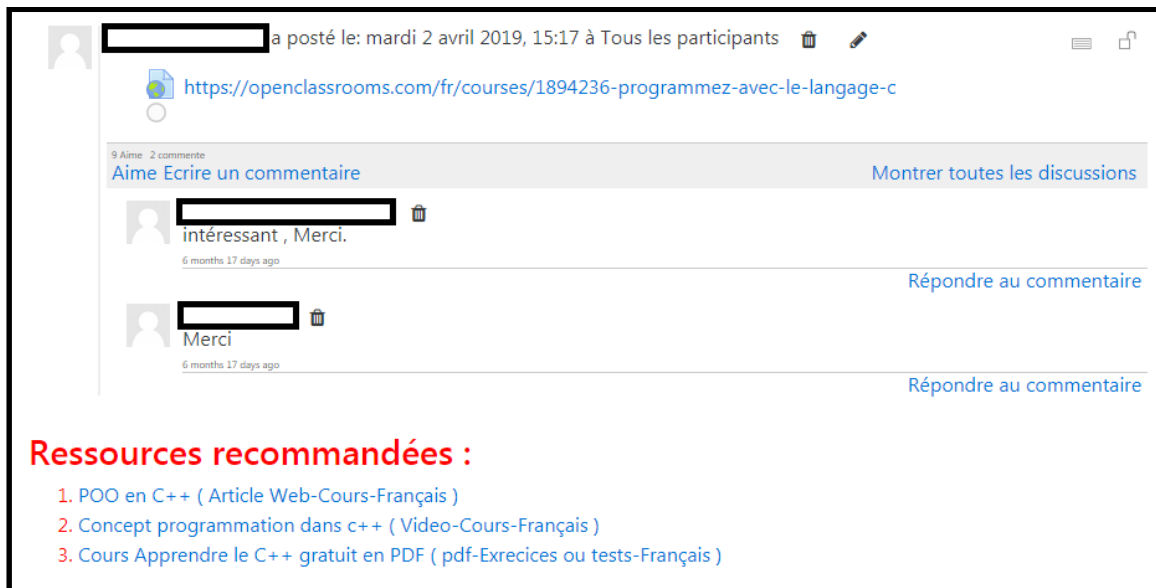 a posté le: mardi 2 avril 2019, 15:17 à Tous les participants
https://openclassrooms.com/fr/courses/1894236-programmez-avec-le-langage-c
9 Aime 2 commente
Aime Ecrire un commentaire
Montrer toutes les discussions
intéressant , Merci.
6 months 17 days ago
Répondre au commentaire
Merci
6 months 17 days ago
Répondre au commentaire
Ressources recommandées :
1. POO en C++ ( Article Web-Cours-Français )
2. Concept programmation dans c++ ( Video-Cours-Français )
3. Cours Apprendre le C++ gratuit en PDF ( pdf-Exrecices ou tests-Français )